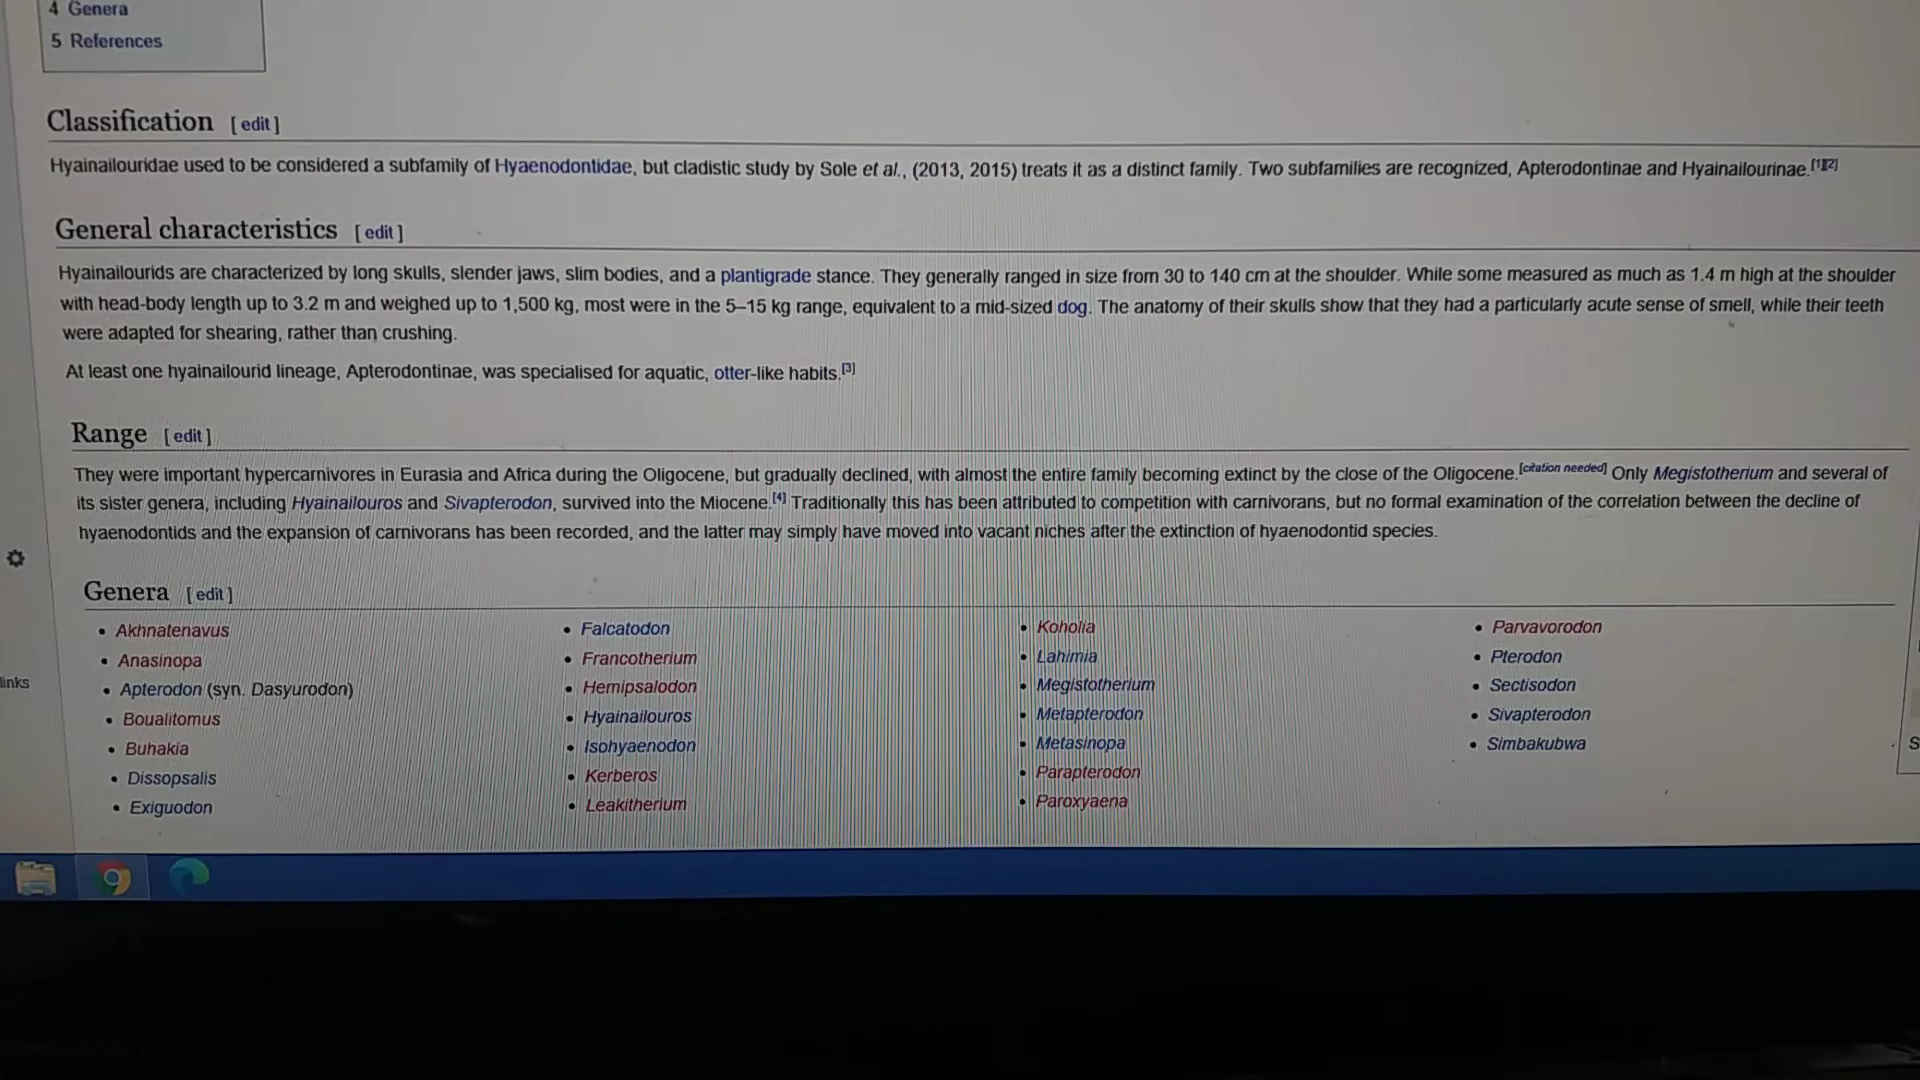 4 Genera
5 References
Classification [ edit ]
Hyainailouridae used to be considered a subfamily of Hyaenodontidae, but cladistic study by Sole et al., (2013, 2015) treats it as a distinct family. Two subfamilies are recognized, Apterodontinae and Hyainailourinae.[1][2]
General characteristics [ edit ]
Hyainailourids are characterized by long skulls, slender jaws, slim bodies, and a plantigrade stance. They generally ranged in size from 30 to 140 cm at the shoulder. While some measured as much as 1.4 m high at the shoulder
with head-body length up to 3.2 m and weighed up to 1,500 kg, most were in the 5–15 kg range, equivalent to a mid-sized dog. The anatomy of their skulls show that they had a particularly acute sense of smell, while their teeth
were adapted for shearing, rather than crushing.
At least one hyainailourid lineage, Apterodontinae, was specialised for aquatic, otter-like habits.[3]
Range [ edit ]
They were important hypercarnivores in Eurasia and Africa during the Oligocene, but gradually declined, with almost the entire family becoming extinct by the close of the Oligocene.[citation needed] Only Megistotherium and several of
its sister genera, including Hyainailouros and Sivapterodon, survived into the Miocene.[4] Traditionally this has been attributed to competition with carnivorans, but no formal examination of the correlation between the decline of
hyaenodontids and the expansion of carnivorans has been recorded, and the latter may simply have moved into vacant niches after the extinction of hyaenodontid species.
Genera [ edit ]
links
• Akhnatenavus
• Anasinopa
• Apterodon (syn. Dasyurodon)
• Boualitomus
• Buhakia
• Dissopsalis
• Exiguodon
• Falcatodon
• Francotherium
• Hemipsalodon
• Hyainailouros
• Isohyaenodon
• Kerberos
• Leakitherium
• Koholia
• Lahimia
• Megistotherium
• Metapterodon
• Metasinopa
• Parapterodon
• Paroxyaena
• Parvavorodon
• Pterodon
• Sectisodon
• Sivapterodon
• Simbakubwa
S